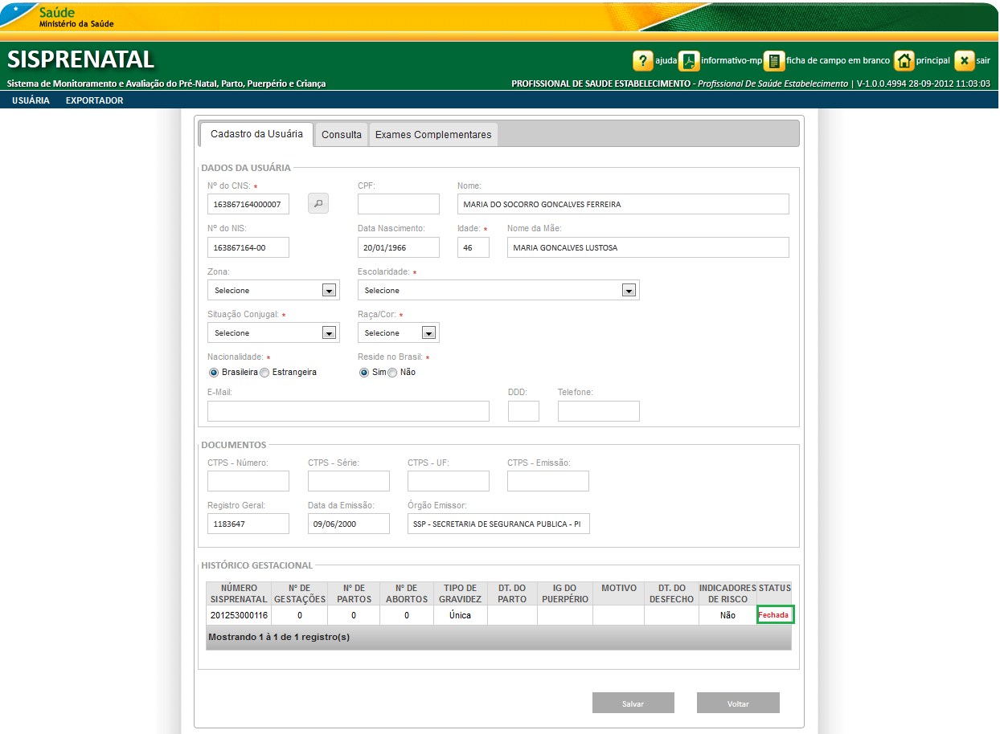 Saúde
Ministério da Saúde
SISPRENATAL
ajuda informativo-mp ficha de campo em branco principal sair
Sistema de Monitoramento e Avaliação do Pré-Natal, Parto, Puerpério e Criança
PROFISSIONAL DE SAUDE ESTABELECIMENTO - Profissional De Saúde Estabelecimento | V-1.0.0.4994 28-09-2012 11:03:03
USUÁRIA EXPORTADOR
Cadastro da Usuária Consulta Exames Complementares
DADOS DA USUÁRIA
Nº do CNS: * CPF: Nome:
163867164000007 MARIA DO SOCORRO GONCALVES FERREIRA
Nº do NIS: Data Nascimento: Idade: * Nome da Mãe:
163867164-00 20/01/1966 46 MARIA GONCALVES LUSTOSA
Zona: Escolaridade: *
Selecione Selecione
Situação Conjugal: * Raça/Cor: *
Selecione Selecione
Nacionalidade: * Reside no Brasil: *
Brasileira Estrangeira Sim Não
E-Mail: DDD: Telefone:
DOCUMENTOS
CTPS - Número: CTPS - Série: CTPS - UF: CTPS - Emissão:
Registro Geral: Data da Emissão: Órgão Emissor:
1183647 09/06/2000 SSP - SECRETARIA DE SEGURANCA PUBLICA - PI
HISTÓRICO GESTACIONAL
NÚMERO Nº DE Nº DE Nº DE TIPO DE DT. DO IG DO MOTIVO DT. DO INDICADORES STATUS
SISPRENATAL GESTAÇÕES PARTOS ABORTOS GRAVIDEZ PARTO PUERPÉRIO DESFECHO DE RISCO
201253000116 0 0 0 Única Não Fechada
Mostrando 1 à 1 de 1 registro(s)
Salvar Voltar